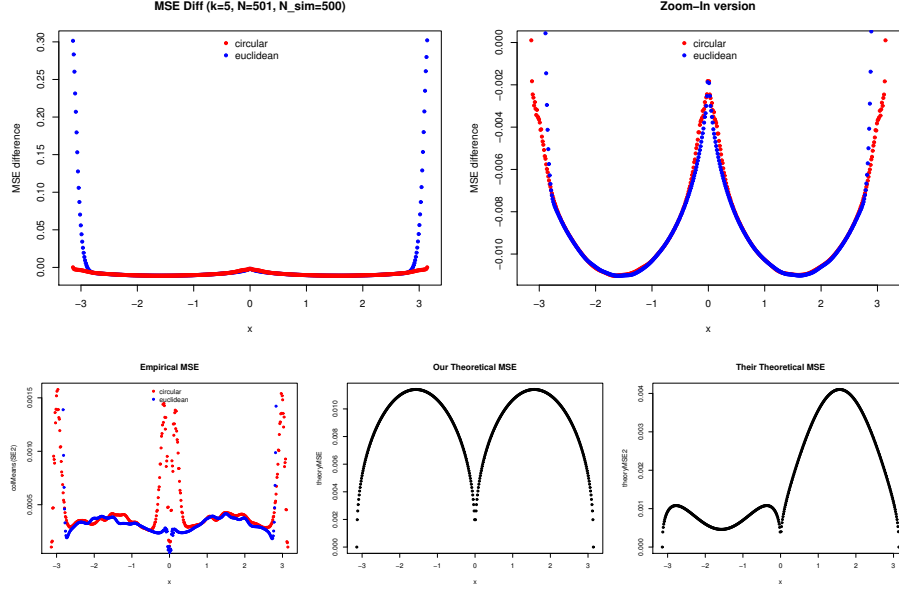 MSE Diff (k=5, N=501, N_sim=500)
MSE difference
0.00 0.05 0.10 0.15 0.20 0.25 0.30
circular
euclidean
−3 −2 −1 0 1 2 3
x
Zoom−In version
MSE difference
−0.010 −0.008 −0.006 −0.004 −0.002 0.000
circular
euclidean
−3 −2 −1 0 1 2 3
x
Empirical MSE
colMeans(SE2)
0.0005 0.0010 0.0015
circular
euclidean
−3 −2 −1 0 1 2 3
x
Our Theoretical MSE
theoryMSE
0.000 0.002 0.004 0.006 0.008 0.010
−3 −2 −1 0 1 2 3
x
Their Theoretical MSE
theoryMSE2
0.000 0.001 0.002 0.003 0.004
−3 −2 −1 0 1 2 3
x